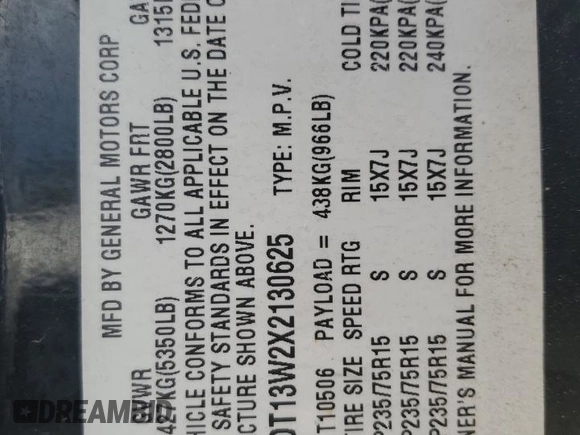 MFD BY GENERAL MOTORS CORP
GVWR GAWR FRT GA
2427KG(5350LB) 1270KG(2800LB) 1315
HICLE CONFORMS TO ALL APPLICABLE U.S. FED
SAFETY STANDARDS IN EFFECT ON THE DATE O
CTURE SHOWN ABOVE.
DT13W2X2130625 TYPE: M.P.V.
T10506 PAYLOAD = 438KG(966LB)
TIRE SIZE SPEED RTG RIM COLD TI
P235/75R15 S 15X7J 220KPA(
P235/75R15 S 15X7J 220KPA(
P235/75R15 S 15X7J 240KPA(
NER'S MANUAL FOR MORE INFORMATION.
DREAMBID